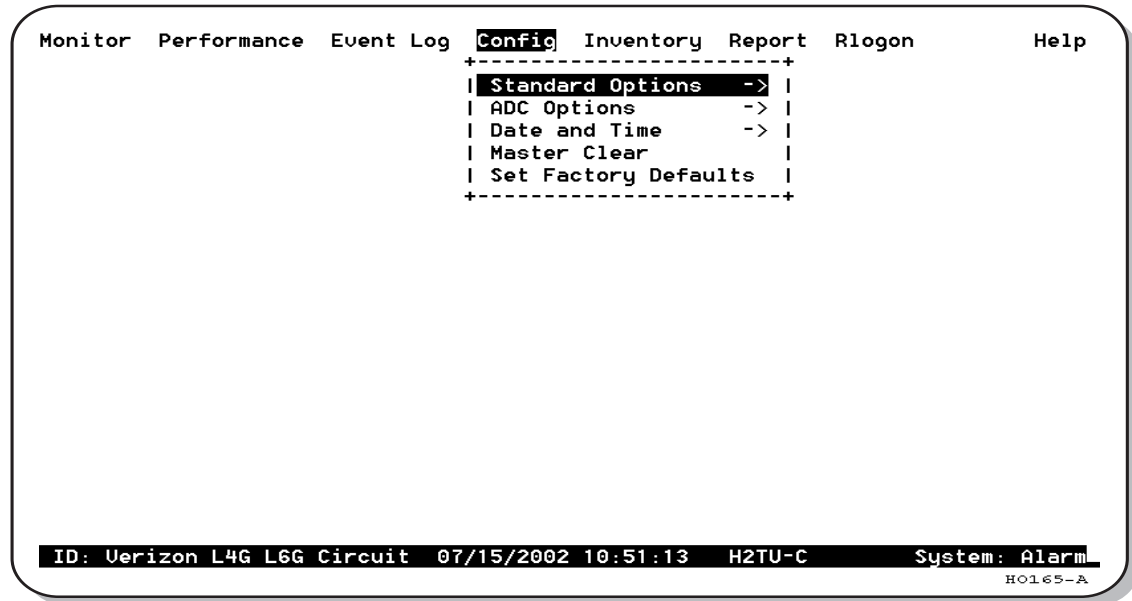 Monitor  Performance  Event Log  Config  Inventory  Report  Rlogon  Help
+-----------------------+
| Standard Options   -> |
| ADC Options        -> |
| Date and Time      -> |
| Master Clear          |
| Set Factory Defaults  |
+-----------------------+
ID: Verizon L4G L6G Circuit  07/15/2002 10:51:13  H2TU-C  System: Alarm
H0165-A